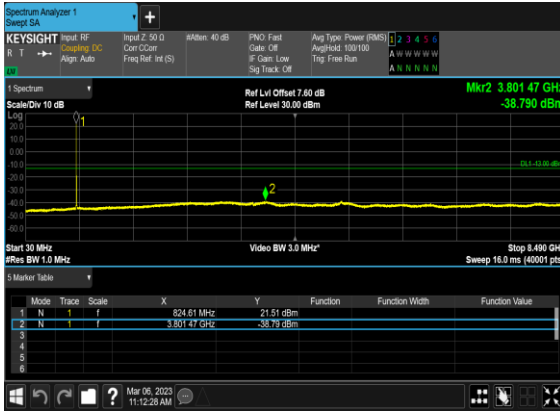 Spectrum Analyzer 1
Swept SA
+
KEYSIGHT Input: RF Input Z: 50 Ω #Atten: 40 dB PNO: Fast Avg Type: Power (RMS) 1 2 3 4 5 6
R T Coupling: DC Corr CCorr Gate: Off Avg|Hold: 100/100 A W W W W W
Align: Auto Freq Ref: Int (S) IF Gain: Low Trig: Free Run
Sig Track: Off A N N N N N
1 Spectrum Ref Lvl Offset 7.60 dB Mkr2 3.801 47 GHz
Scale/Div 10 dB Ref Level 30.00 dBm -38.790 dBm
Log
1
20.0
10.0
0.00
-10.0 DL1 -13.00 dBm
-20.0
-30.0
2
-40.0
-50.0
-60.0
Start 30 MHz Video BW 3.0 MHz* Stop 8.490 GH
#Res BW 1.0 MHz Sweep 16.0 ms (40001 pts
5 Marker Table
Mode Trace Scale X Y Function Function Width Function Value
1 N 1 f 824.61 MHz 21.51 dBm
2 N 1 f 3.801 47 GHz -38.79 dBm
3
4
5
6
? Mar 06, 2023
11:12:28 AM